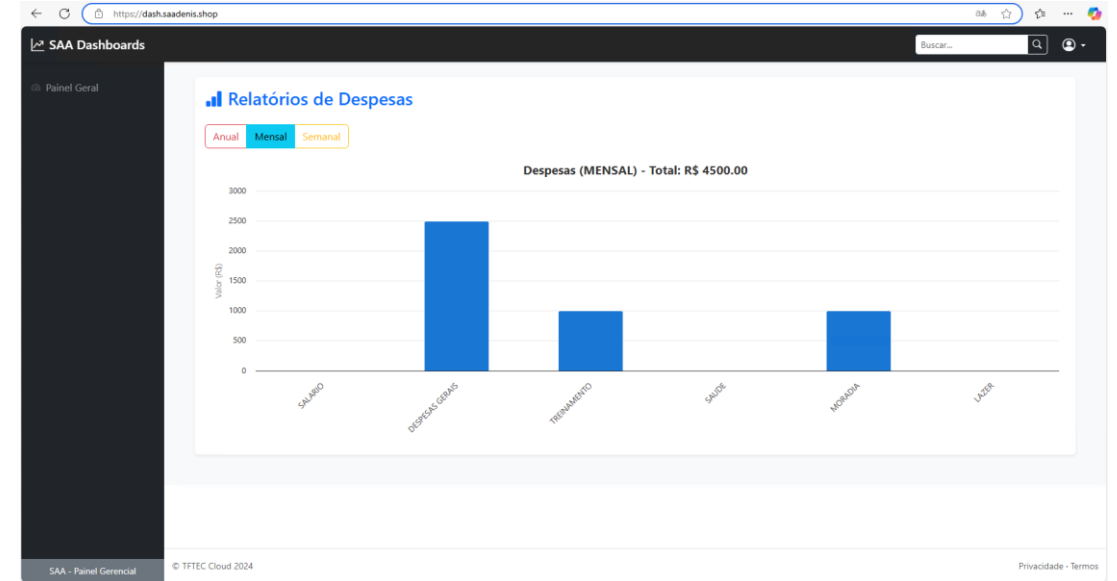 https://dash.saadenis.shop
SAA Dashboards
Buscar...
Painel Geral
Relatórios de Despesas
Anual Mensal Semanal
Despesas (MENSAL) - Total: R$ 4500.00
Valor (R$)
3000
2500
2000
1500
1000
500
0
SALARIO
DESPESAS GERAIS
TREINAMENTO
SAUDE
MORADIA
LAZER
SAA - Painel Gerencial
© TFTEC Cloud 2024
Privacidade - Termos